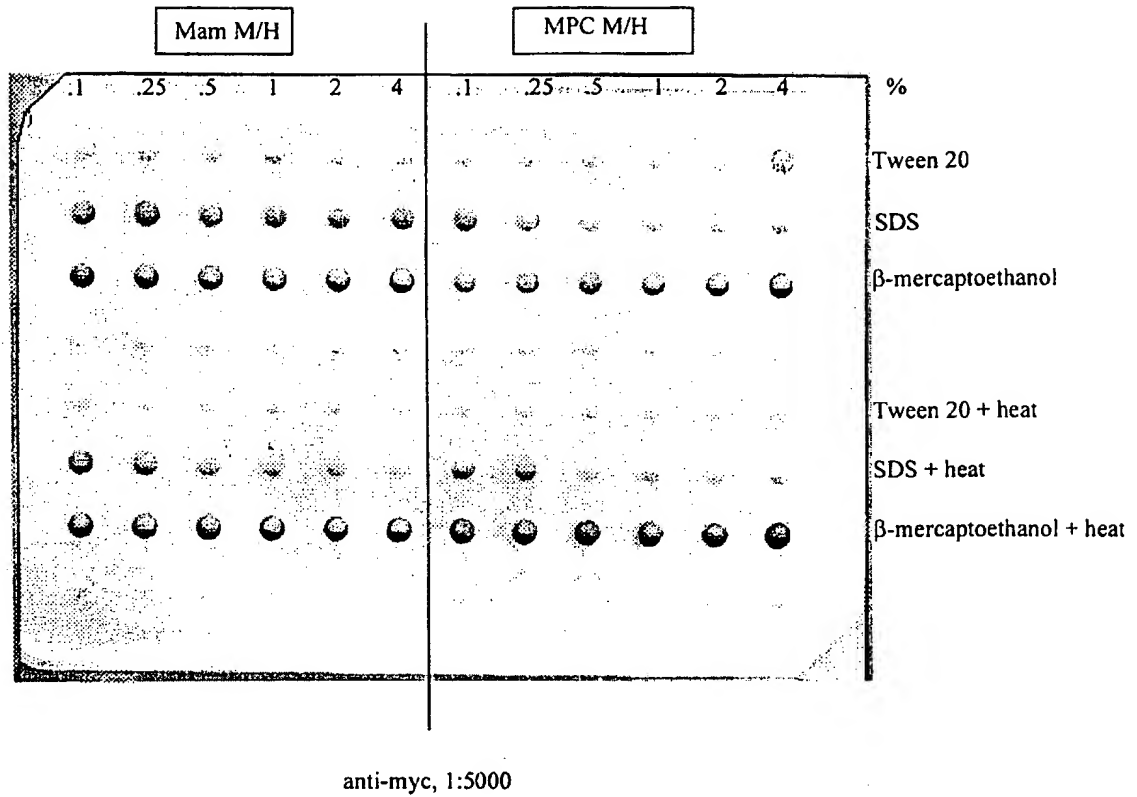 Mam M/H
MPC M/H
.1 .25 .5 1 2 4 .1 .25 .5 1 2 4 %
Tween 20
SDS
β-mercaptoethanol
Tween 20 + heat
SDS + heat
β-mercaptoethanol + heat
anti-myc, 1:5000